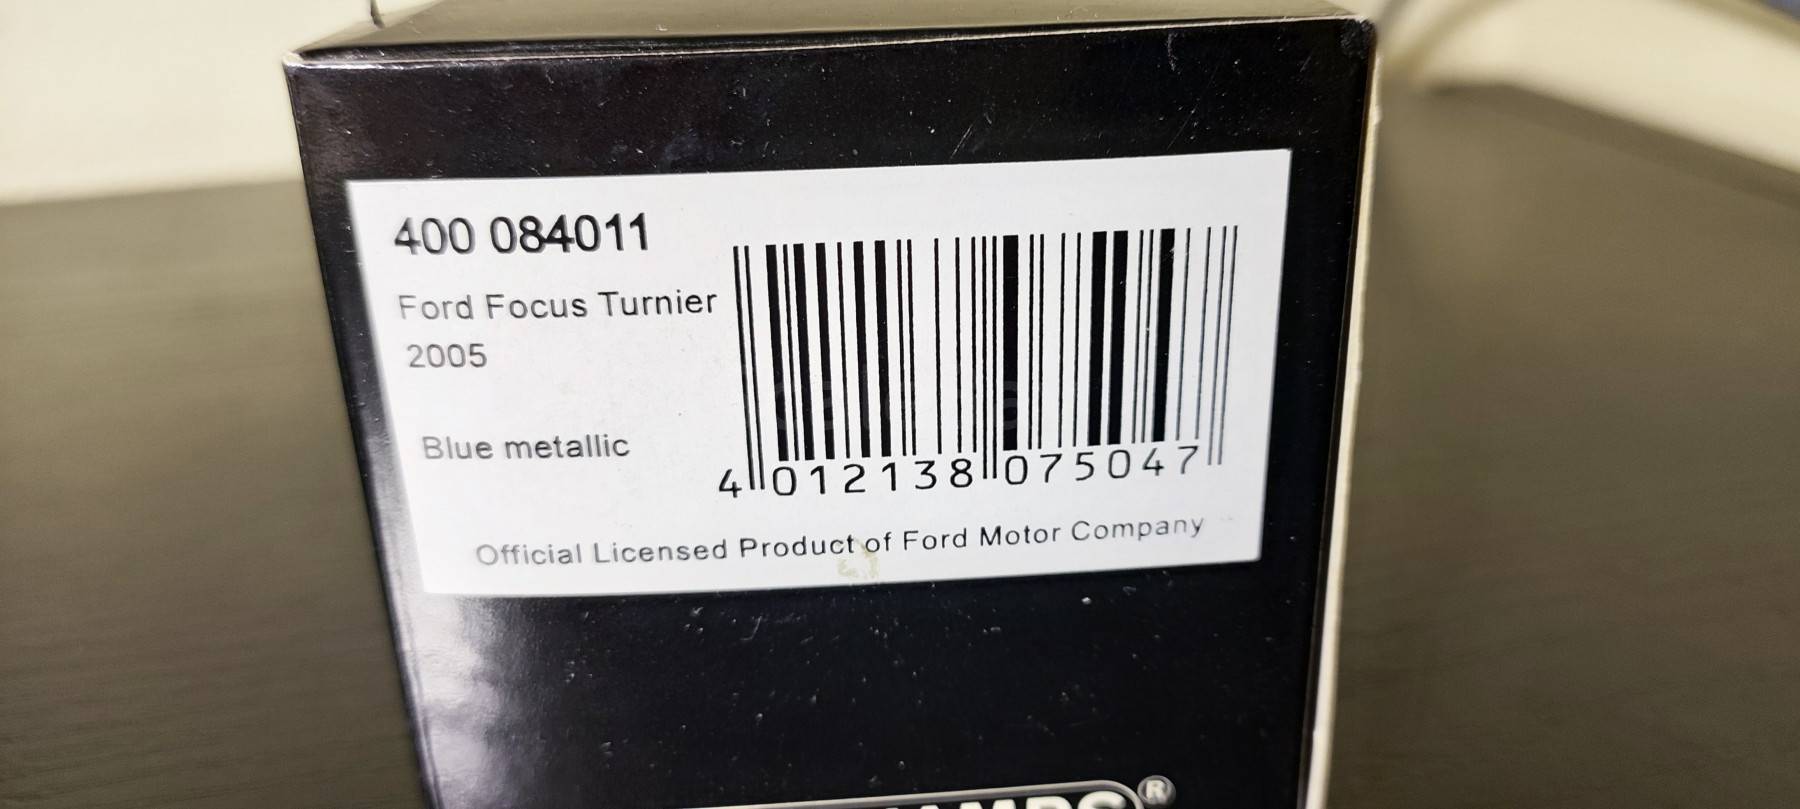 400 084011
Ford Focus Turnier
2005
Blue metallic
4 012138 075047
Official Licensed Product of Ford Motor Company
®